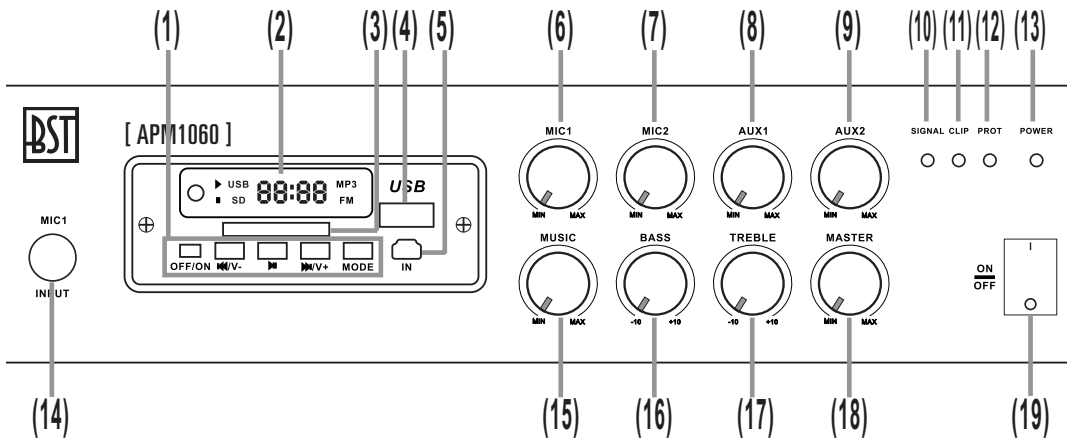 (1) (2) (3) (4) (5) (6) (7) (8) (9) (10) (11) (12) (13)
BST
[ APM1060 ]
MIC1 MIC2 AUX1 AUX2
SIGNAL CLIP PROT POWER
USB 88:88 MP3
SD FM
USB
MIN MAX MIN MAX MIN MAX MIN MAX
MIC1
INPUT
OFF/ON V- V+ MODE
IN
MUSIC BASS TREBLE MASTER
MIN MAX -10 +10 -10 +10 MIN MAX
ON
OFF
I
(14) (15) (16) (17) (18) (19)